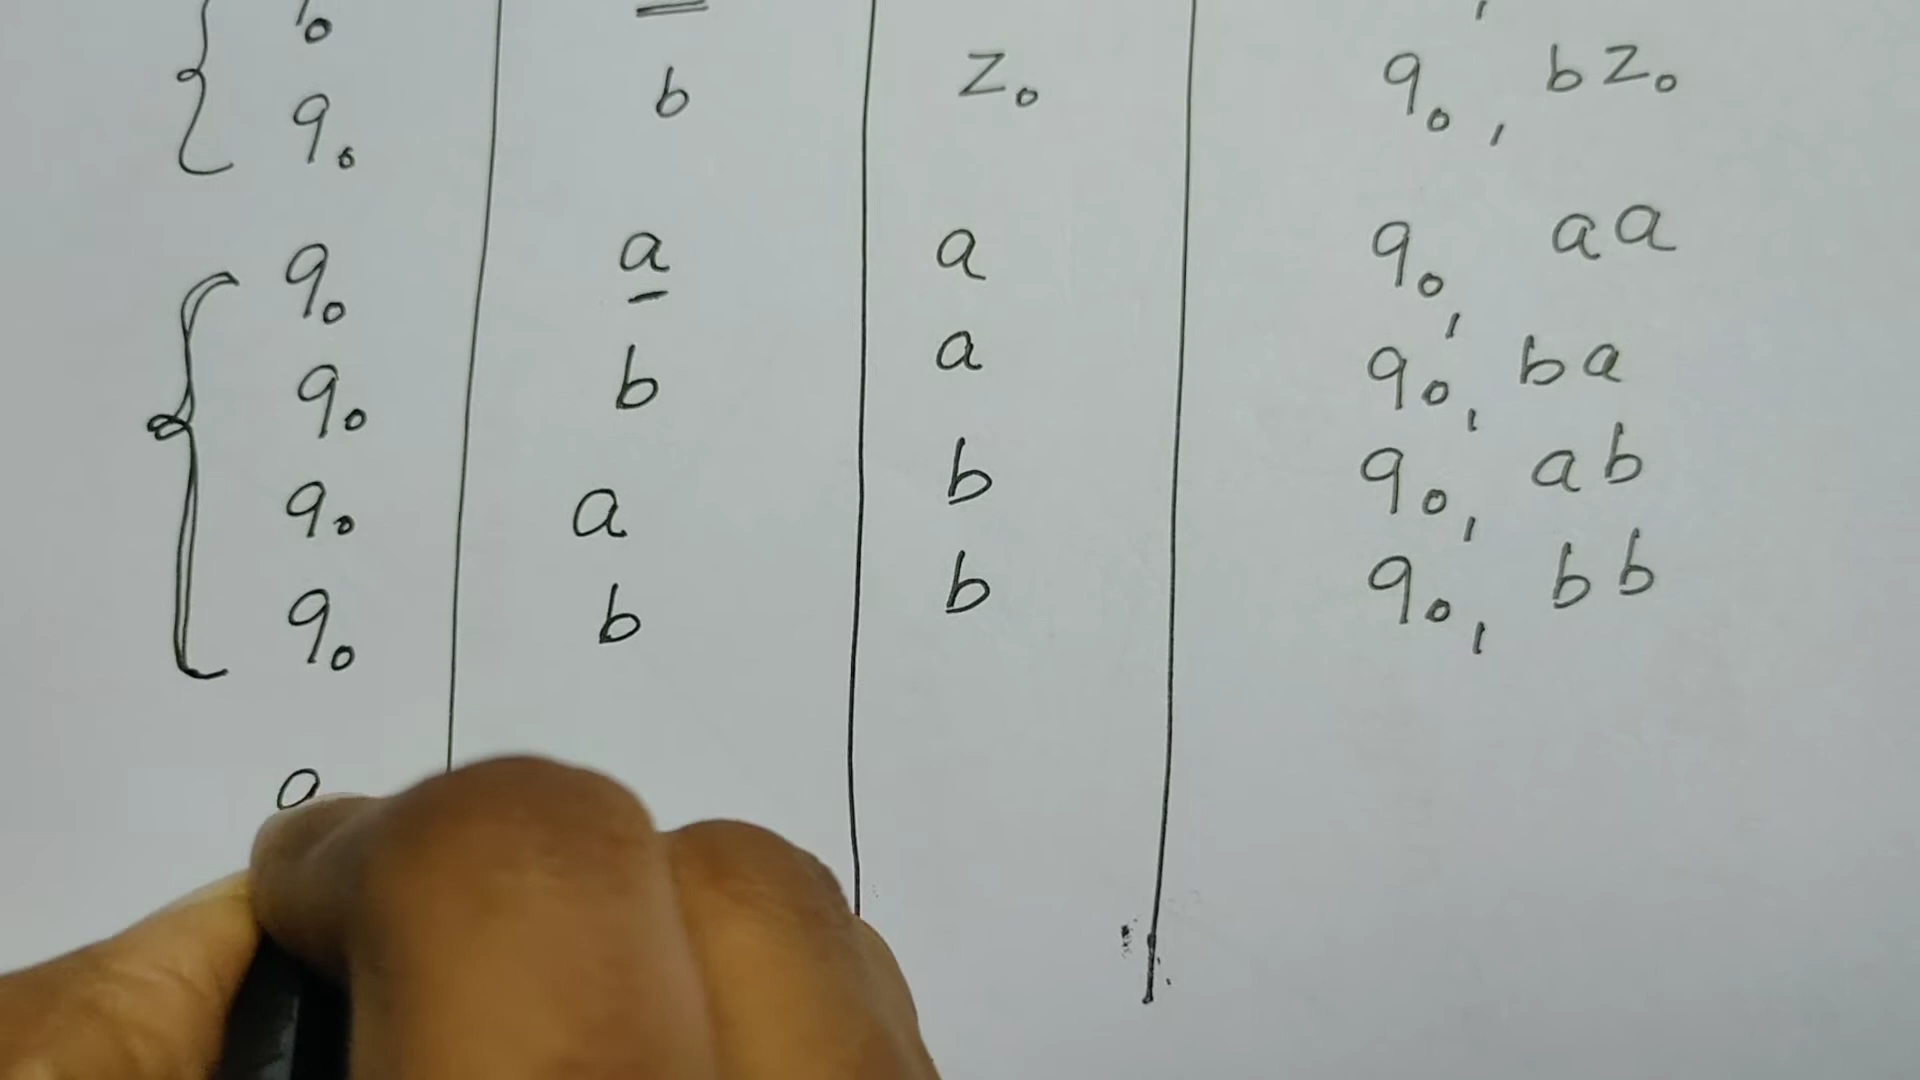 q₀ b Z₀ q₀, bZ₀
q₀ a a q₀, aa
q₀ b a q₀, ba
q₀ a b q₀, ab
q₀ b b q₀, bb